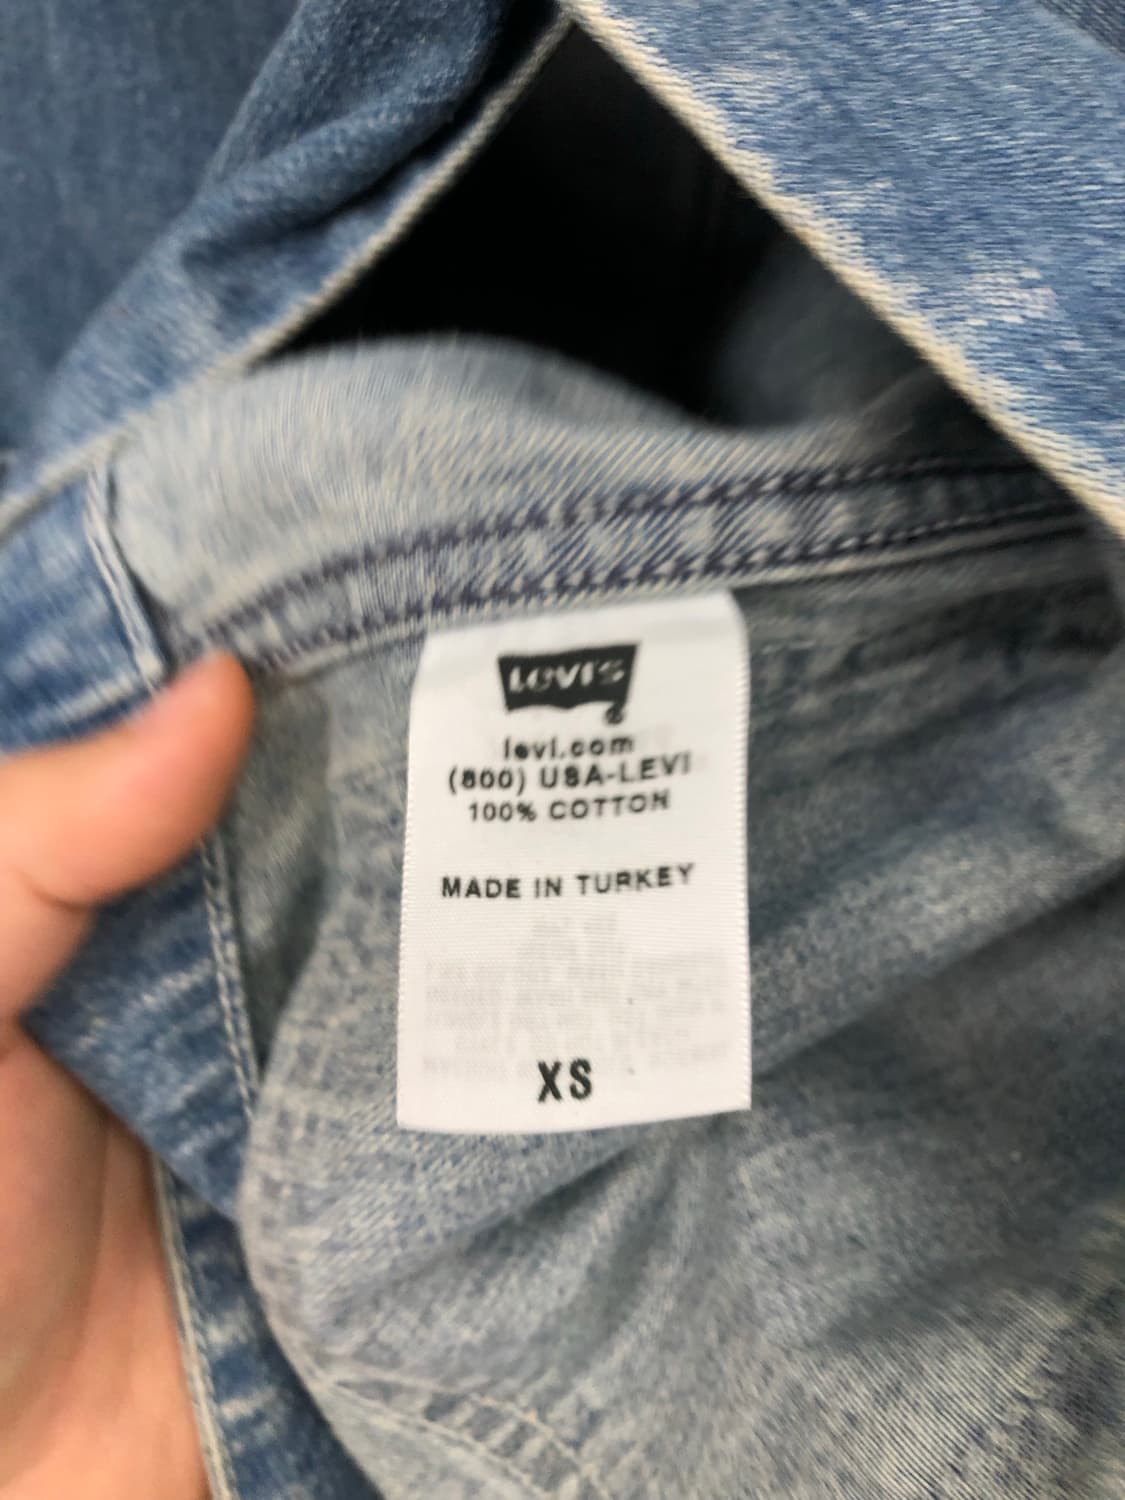 LEVI'S
®
levi.com
(800) USA-LEVI
100% COTTON
MADE IN TURKEY
XS